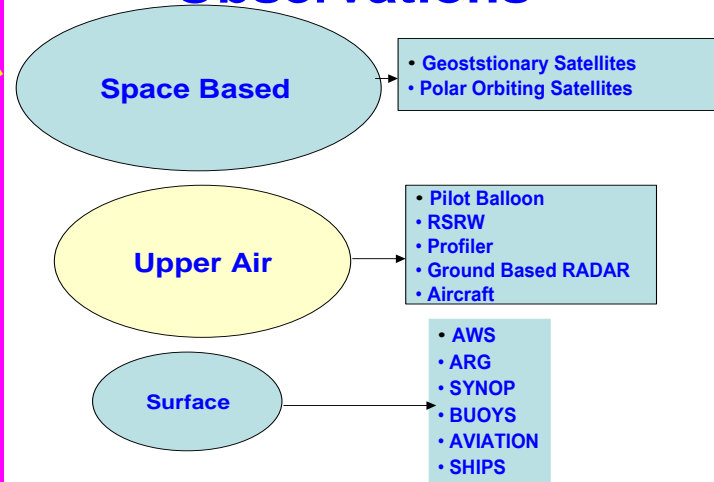 Observations
Space Based
• Geoststionary Satellites
• Polar Orbiting Satellites
Upper Air
• Pilot Balloon
• RSRW
• Profiler
• Ground Based RADAR
• Aircraft
Surface
• AWS
• ARG
• SYNOP
• BUOYS
• AVIATION
• SHIPS